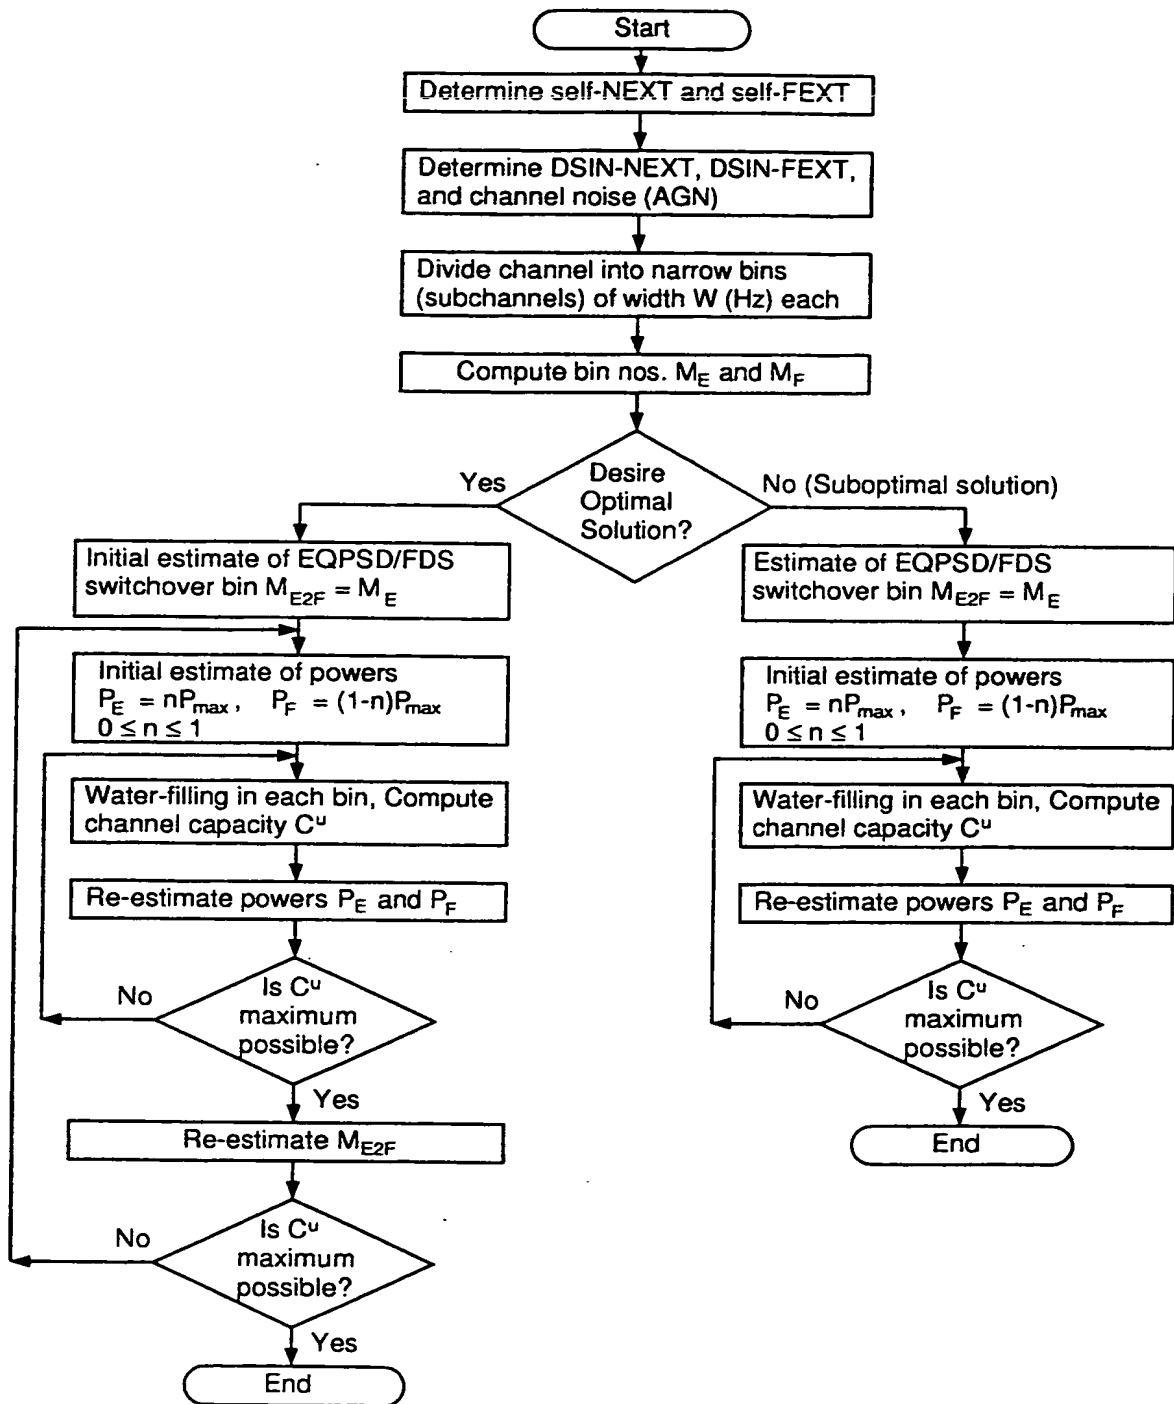 Start
Determine self-NEXT and self-FEXT
Determine DSIN-NEXT, DSIN-FEXT,
and channel noise (AGN)
Divide channel into narrow bins
(subchannels) of width W (Hz) each
Compute bin nos. M_E and M_F
Desire
Optimal
Solution?
Yes
No (Suboptimal solution)
Initial estimate of EQPSD/FDS
switchover bin M_E2F = M_E
Initial estimate of powers
P_E = nP_max, P_F = (1-n)P_max
0 ≤ n ≤ 1
Water-filling in each bin, Compute
channel capacity C^u
Re-estimate powers P_E and P_F
Is C^u
maximum
possible?
No
Yes
Re-estimate M_E2F
Is C^u
maximum
possible?
No
Yes
End
Estimate of EQPSD/FDS
switchover bin M_E2F = M_E
Initial estimate of powers
P_E = nP_max, P_F = (1-n)P_max
0 ≤ n ≤ 1
Water-filling in each bin, Compute
channel capacity C^u
Re-estimate powers P_E and P_F
Is C^u
maximum
possible?
No
Yes
End